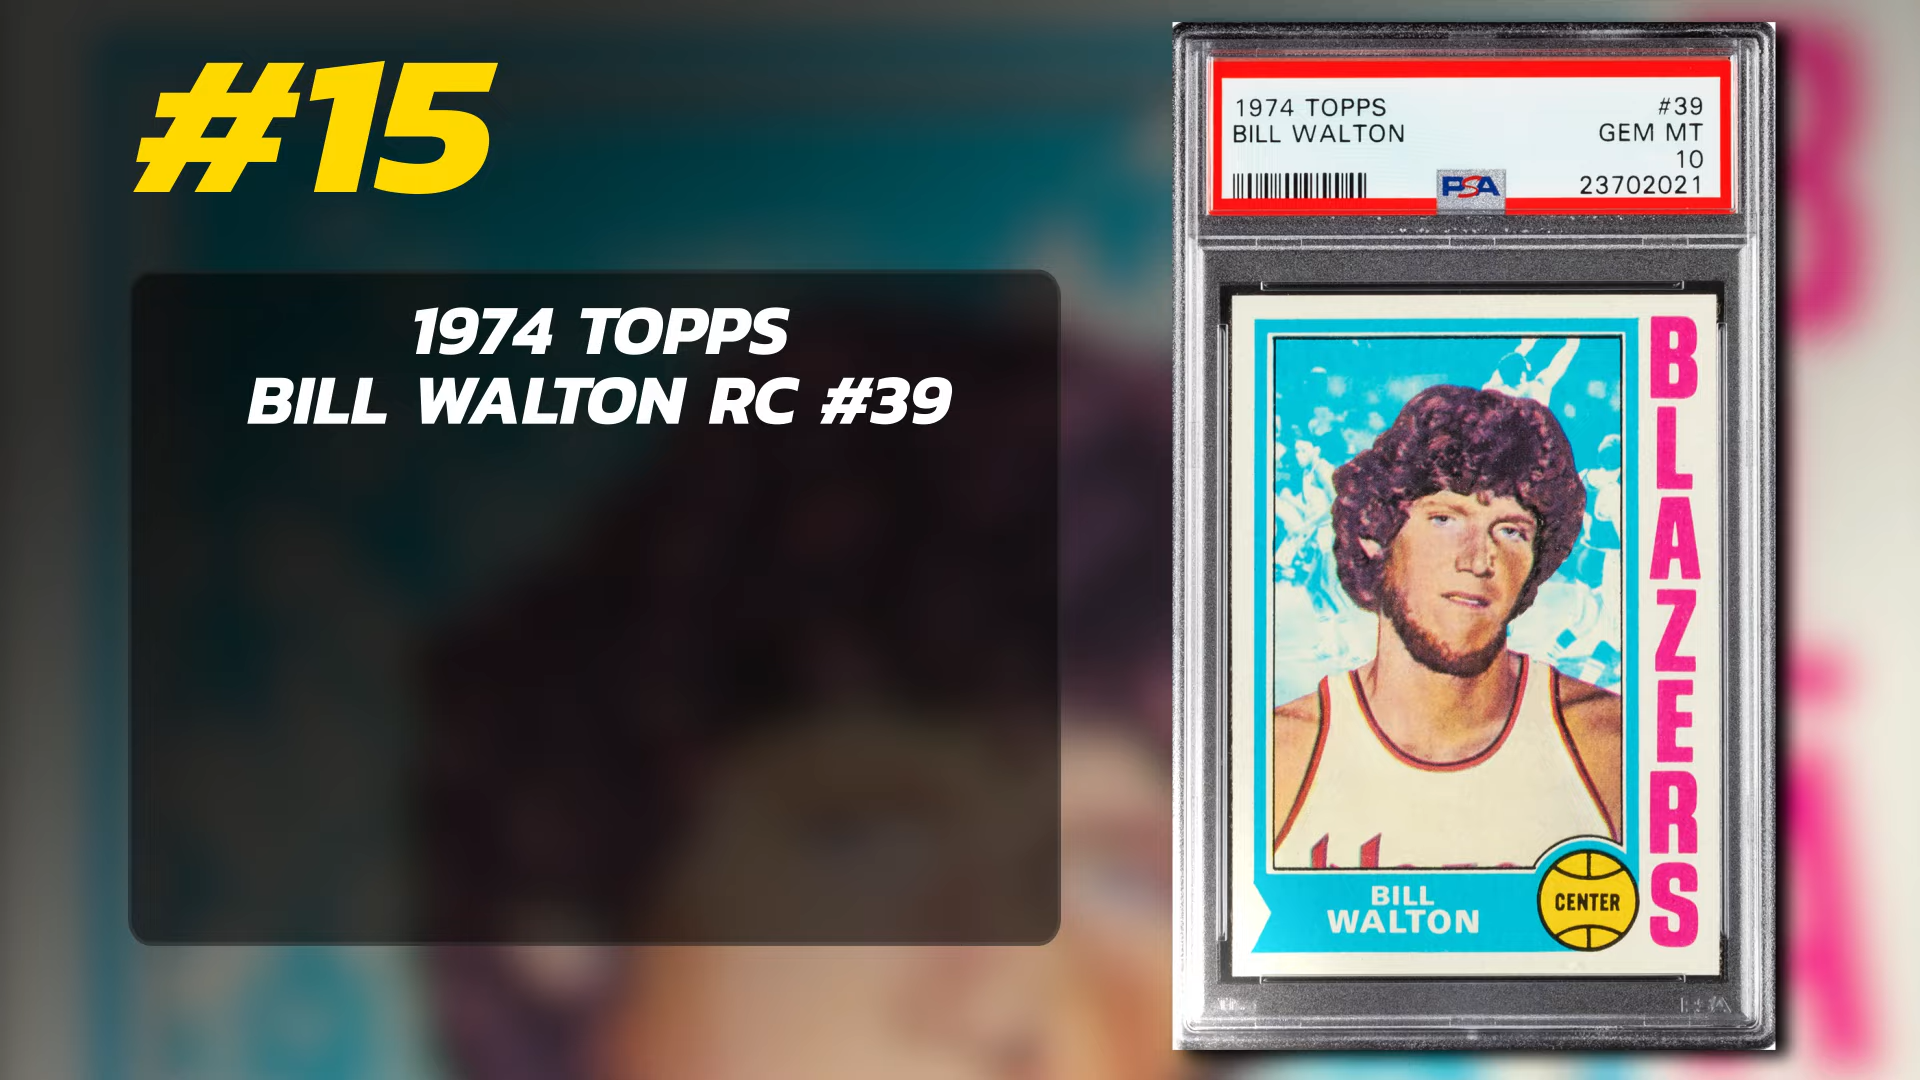 #15
1974 TOPPS
BILL WALTON RC #39
1974 TOPPS #39
BILL WALTON GEM MT
10
PSA 23702021
BLAZERS
BILL
WALTON
CENTER